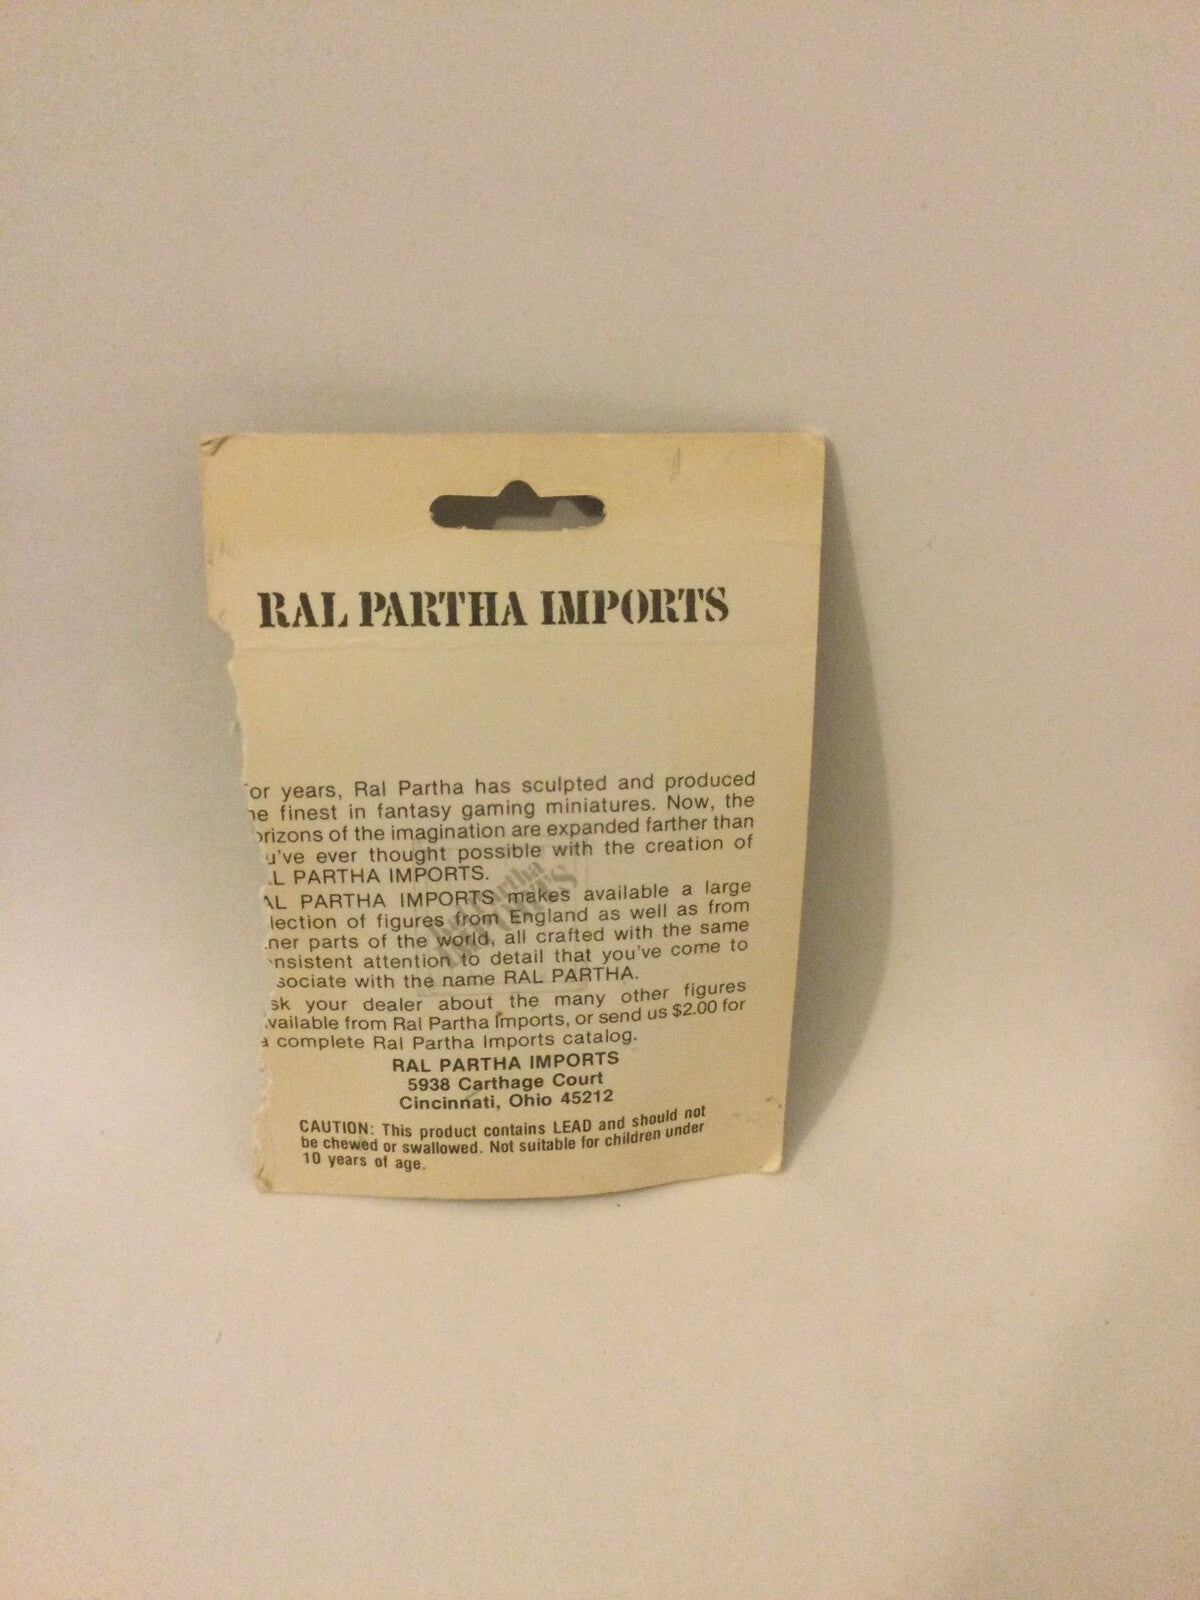 RAL PARTHA IMPORTS
or years, Ral Partha has sculpted and produced
e finest in fantasy gaming miniatures. Now, the
orizons of the imagination are expanded farther than
u've ever thought possible with the creation of
L PARTHA IMPORTS.
AL PARTHA IMPORTS makes available a large
lection of figures from England as well as from
ner parts of the world, all crafted with the same
nsistent attention to detail that you've come to
sociate with the name RAL PARTHA.
sk your dealer about the many other figures
vailable from Ral Partha Imports, or send us $2.00 for
a complete Ral Partha Imports catalog.
RAL PARTHA IMPORTS
5938 Carthage Court
Cincinnati, Ohio 45212
CAUTION: This product contains LEAD and should not
be chewed or swallowed. Not suitable for children under
10 years of age.